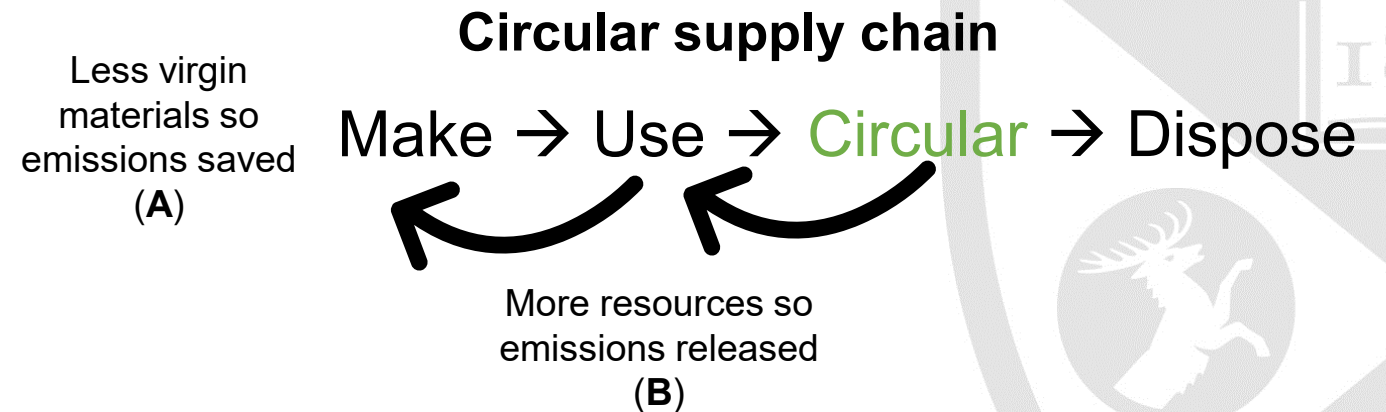 Circular supply chain
Less virgin
materials so
emissions saved
(A)
Make → Use → Circular → Dispose
More resources so
emissions released
(B)